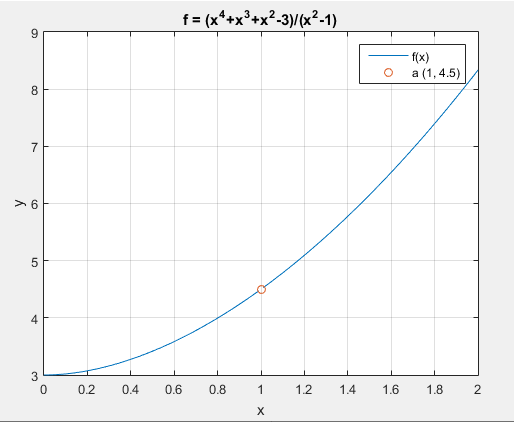 f = (x⁴+x³+x²-3)/(x²-1)
f(x)
a (1, 4.5)
9
8
7
6
5
4
3
y
0 0.2 0.4 0.6 0.8 1 1.2 1.4 1.6 1.8 2
x